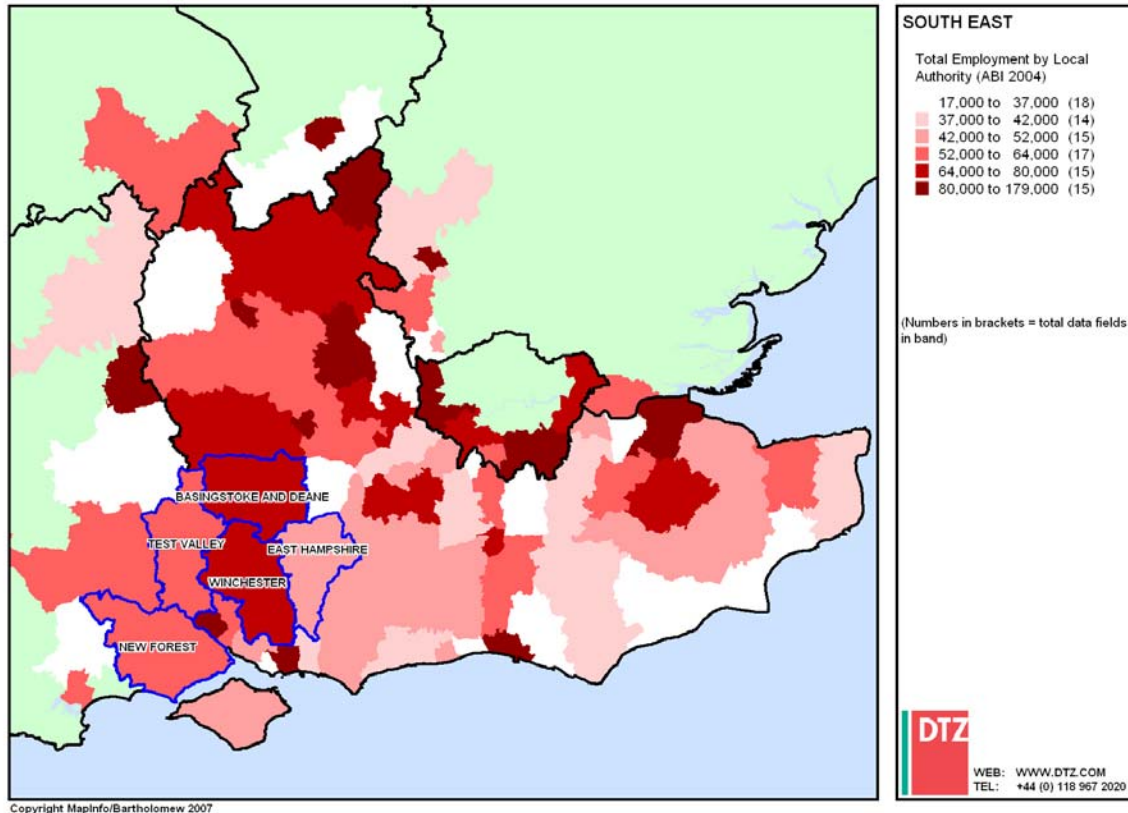 SOUTH EAST
Total Employment by Local
Authority (ABI 2004)
17,000 to 37,000 (18)
37,000 to 42,000 (14)
42,000 to 52,000 (15)
52,000 to 64,000 (17)
64,000 to 80,000 (15)
80,000 to 179,000 (15)
(Numbers in brackets = total data fields
in band)
BASINGSTOKE AND DEANE
TEST VALLEY
EAST HAMPSHIRE
WINCHESTER
NEW FOREST
DTZ
WEB: WWW.DTZ.COM
TEL: +44 (0) 118 967 2020
Copyright MapInfo/Bartholomew 2007